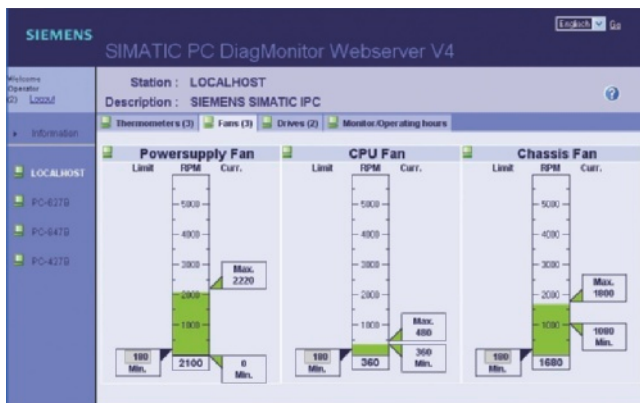 SIEMENS
Englisch Go
SIMATIC PC DiagMonitor Webserver V4
Welcome
Operator
(2) Logout
Station : LOCALHOST
Description : SIEMENS SIMATIC IPC
Information
Thermometers (3) Fans (3) Drives (2) Monitor/Operating hours
LOCALHOST
PC-627B
PC-847B
PC-427B
Powersupply Fan
Limit RPM Curr.
5000
4000
3000
2000
1000
Max.
2220
180
Min.
2100
0
Min.
CPU Fan
Limit RPM Curr.
5000
4000
3000
2000
1000
Max.
480
180
Min.
360
360
Min.
Chassis Fan
Limit RPM Curr.
5000
4000
3000
2000
1000
Max.
1800
1080
Min.
180
Min.
1680